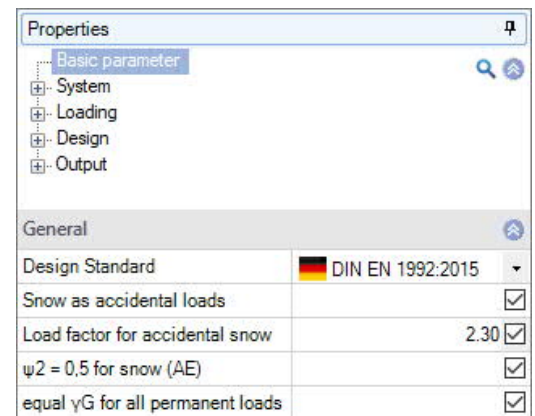 Properties
Basic parameter
System
Loading
Design
Output
General
Design Standard DIN EN 1992:2015
Snow as accidental loads
Load factor for accidental snow 2.30
ψ2 = 0,5 for snow (AE)
equal γG for all permanent loads